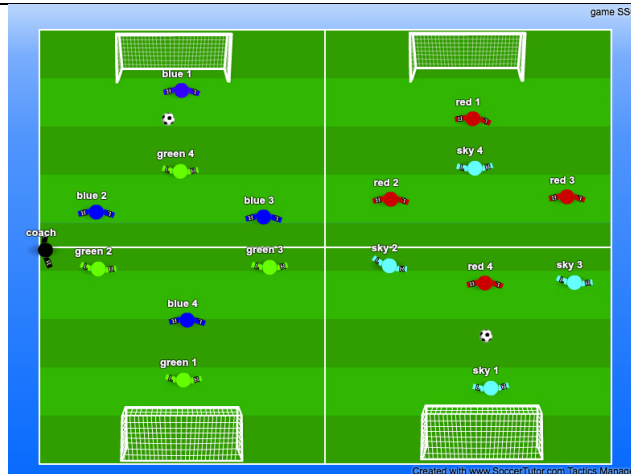 game SS
blue 1
red 1
green 4
sky 4
blue 2
blue 3
red 2
red 3
coach
green 2
green 3
sky 2
red 4
sky 3
blue 4
green 1
sky 1
Created with www.SoccerTutor.com Tactics Manage